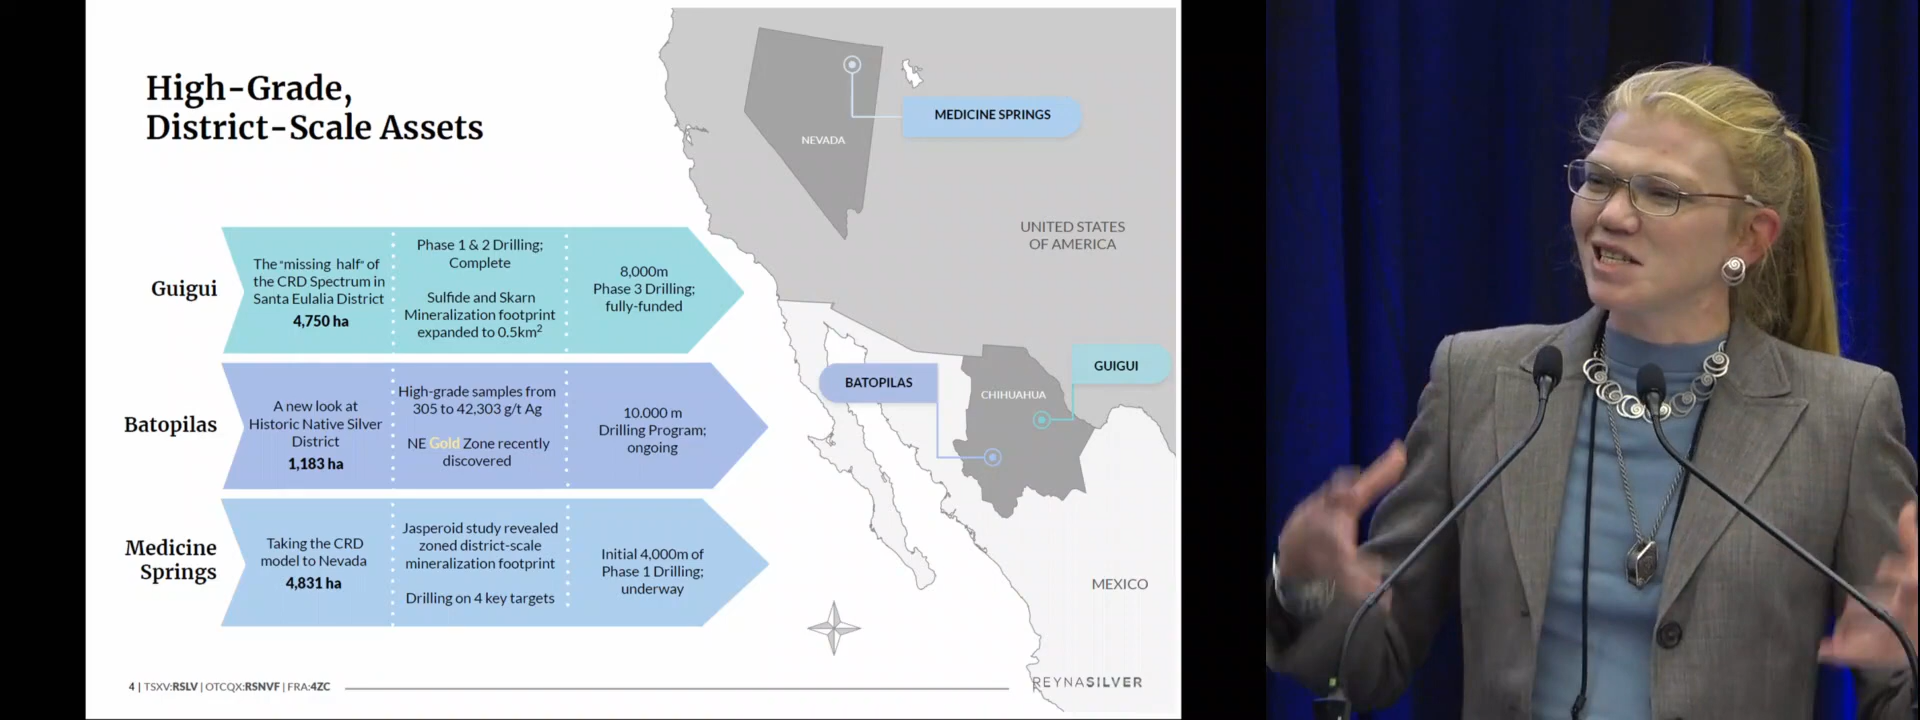 High-Grade,
District-Scale Assets
Guigui
The "missing half" of
the CRD Spectrum in
Santa Eulalia District
4,750 ha
Phase 1 & 2 Drilling;
Complete
Sulfide and Skarn
Mineralization footprint
expanded to 0.5km²
8,000m
Phase 3 Drilling;
fully-funded
Batopilas
A new look at
Historic Native Silver
District
1,183 ha
High-grade samples from
305 to 42,303 g/t Ag
NE Gold Zone recently
discovered
10.000 m
Drilling Program;
ongoing
Medicine
Springs
Taking the CRD
model to Nevada
4,831 ha
Jasperoid study revealed
zoned district-scale
mineralization footprint
Drilling on 4 key targets
Initial 4,000m of
Phase 1 Drilling;
underway
MEDICINE SPRINGS
NEVADA
UNITED STATES
OF AMERICA
GUIGUI
BATOPILAS
CHIHUAHUA
MEXICO
4 | TSXV:RSLV | OTCQX:RSNVF | FRA:4ZC
REYNASILVER